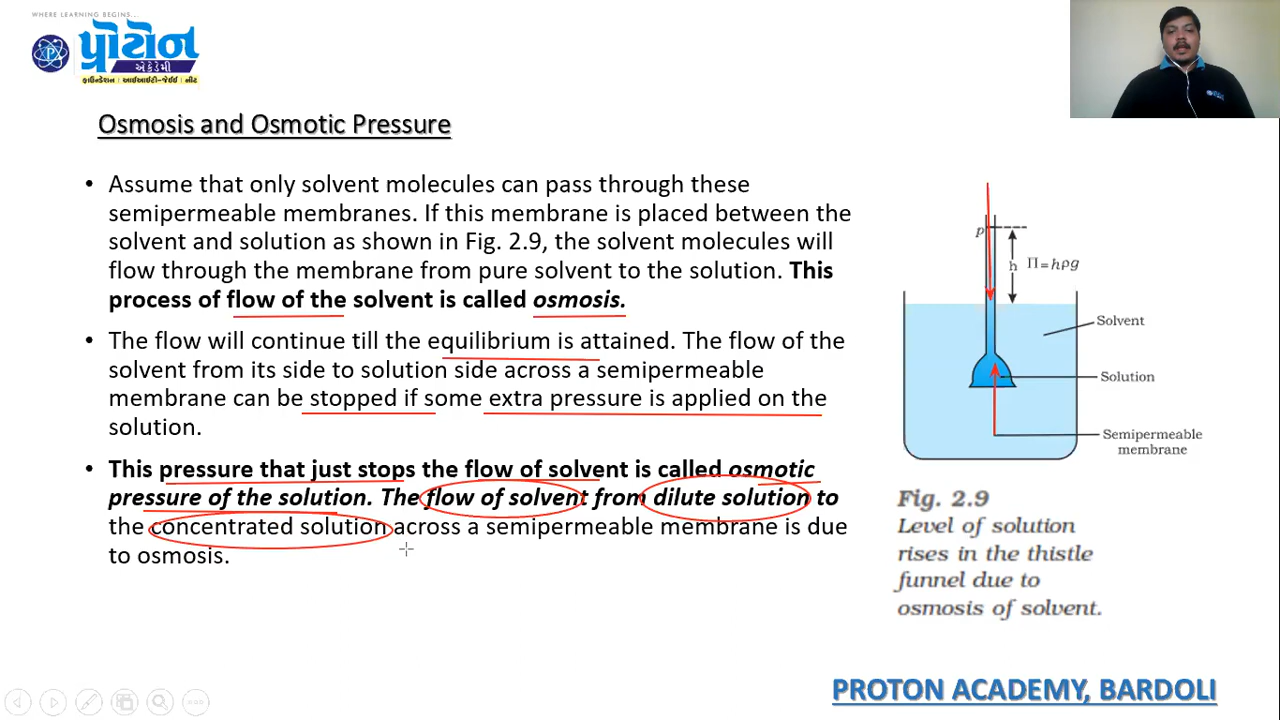 WHERE LEARNING BEGINS...
પ્રોટોન
એકેડેમી
ફાઉન્ડેશન : આઈઆઈટી-જેઈઈ : નીટ
Osmosis and Osmotic Pressure
• Assume that only solvent molecules can pass through these
semipermeable membranes. If this membrane is placed between the
solvent and solution as shown in Fig. 2.9, the solvent molecules will
flow through the membrane from pure solvent to the solution. This
process of flow of the solvent is called osmosis.
• The flow will continue till the equilibrium is attained. The flow of the
solvent from its side to solution side across a semipermeable
membrane can be stopped if some extra pressure is applied on the
solution.
• This pressure that just stops the flow of solvent is called osmotic
pressure of the solution. The flow of solvent from dilute solution to
the concentrated solution across a semipermeable membrane is due
to osmosis.
p
h Π=hρg
Solvent
Solution
Semipermeable
membrane
Fig. 2.9
Level of solution
rises in the thistle
funnel due to
osmosis of solvent.
PROTON ACADEMY, BARDOLI